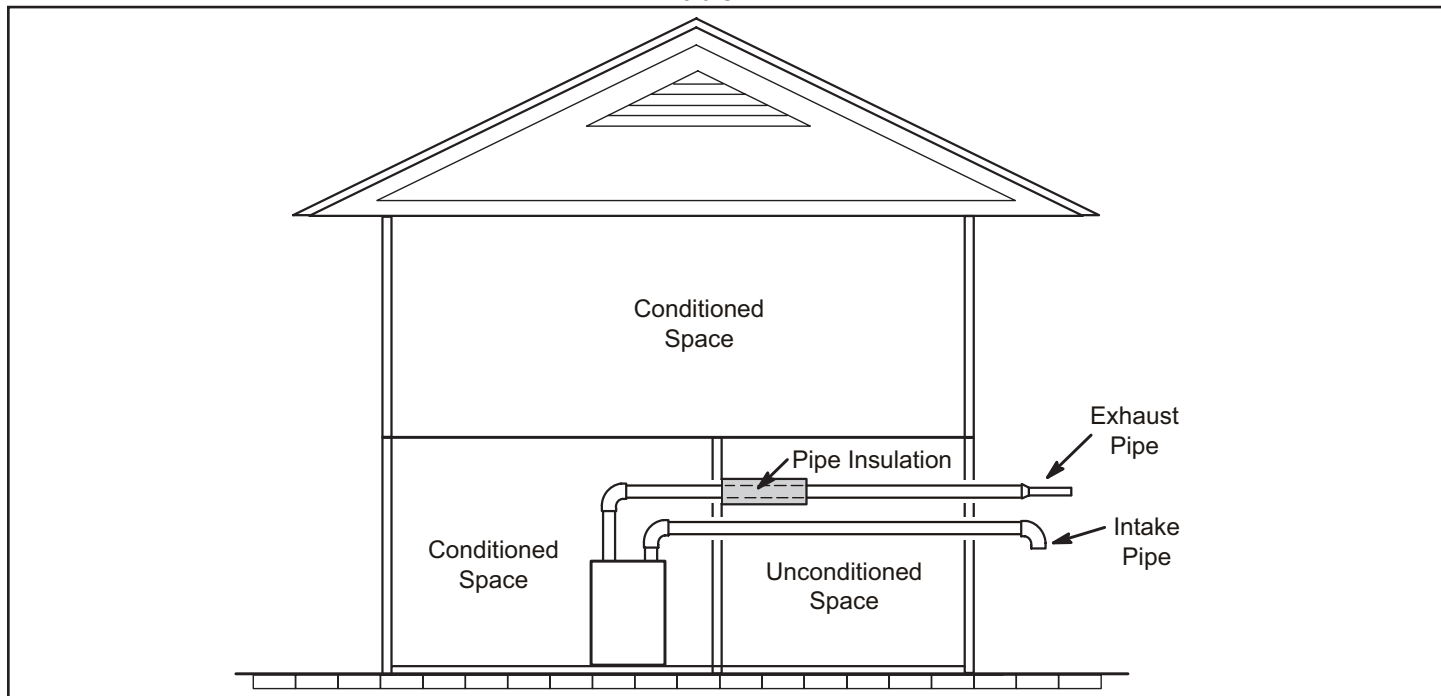 Conditioned
Space
Exhaust
Pipe
Pipe Insulation
Intake
Pipe
Conditioned
Space
Unconditioned
Space